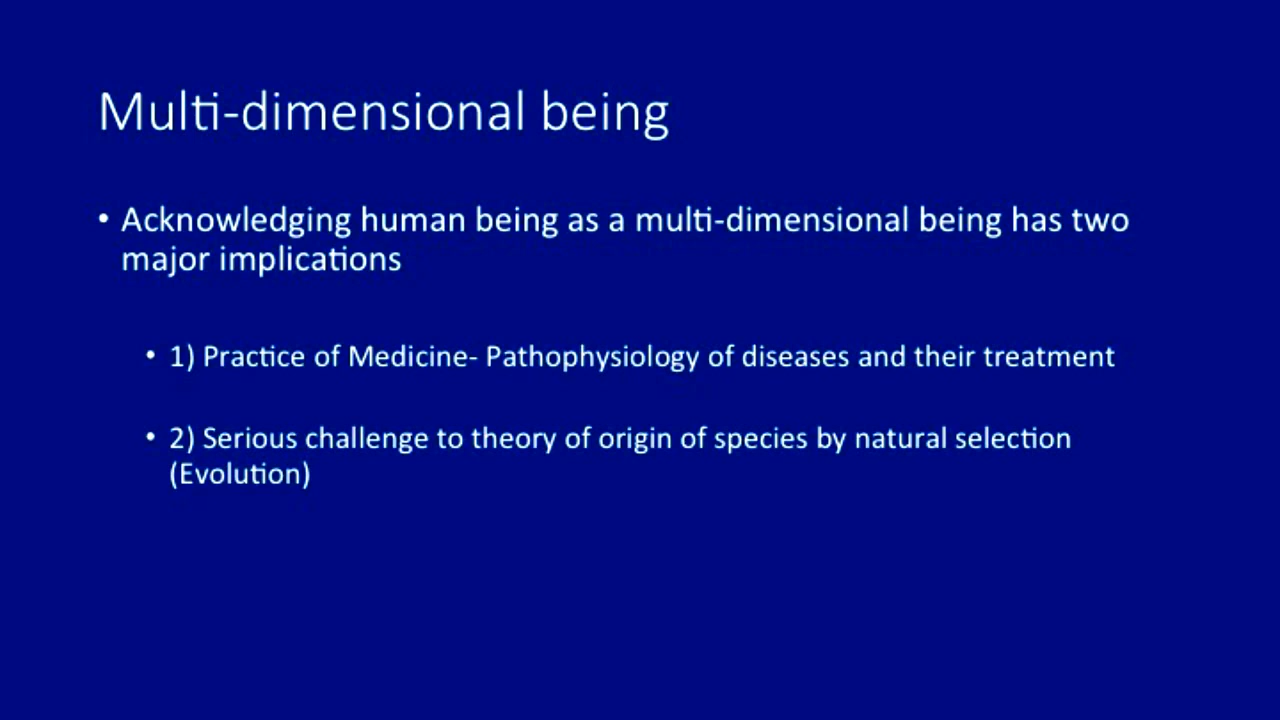 Multi-dimensional being
• Acknowledging human being as a multi-dimensional being has two
major implications
• 1) Practice of Medicine- Pathophysiology of diseases and their treatment
• 2) Serious challenge to theory of origin of species by natural selection
(Evolution)